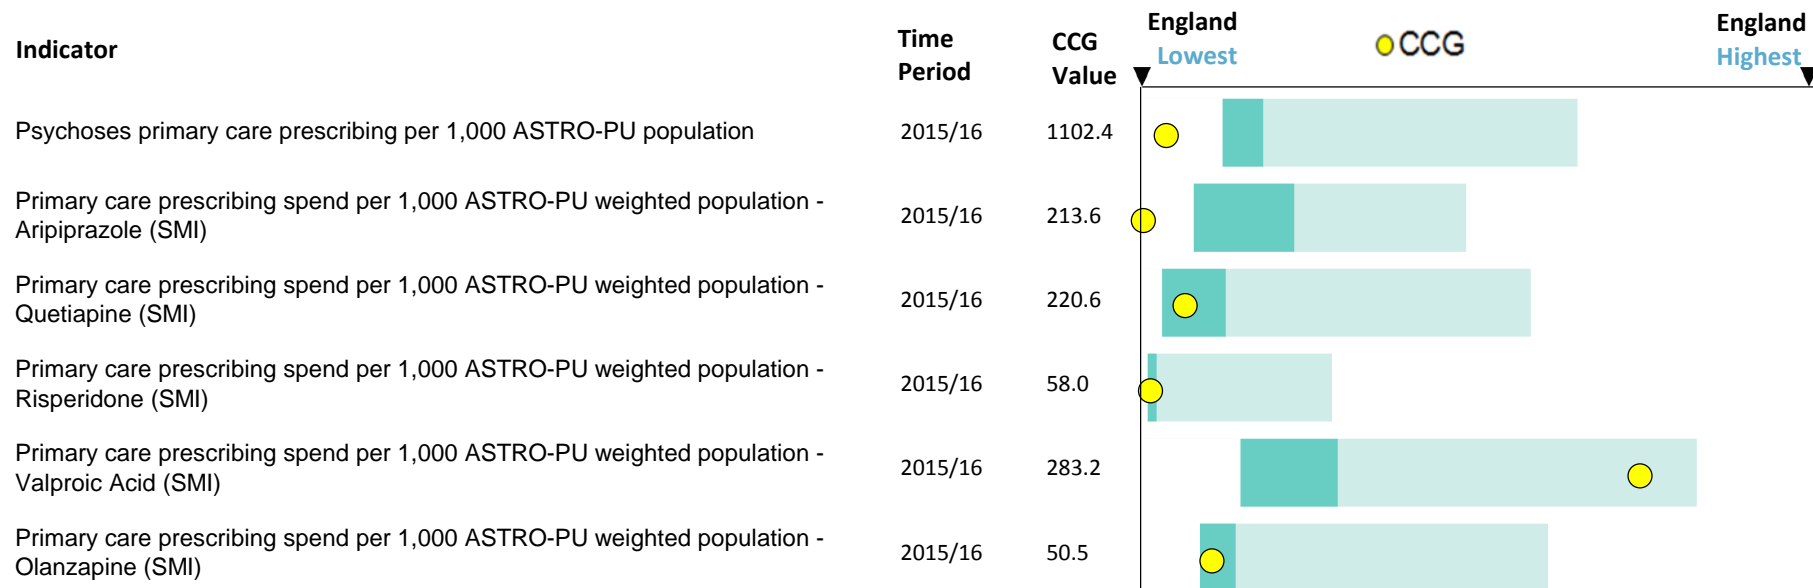 Indicator
Time Period
CCG Value
England Lowest
CCG
England Highest
Psychoses primary care prescribing per 1,000 ASTRO-PU population 2015/16 1102.4
Primary care prescribing spend per 1,000 ASTRO-PU weighted population -
Aripiprazole (SMI) 2015/16 213.6
Primary care prescribing spend per 1,000 ASTRO-PU weighted population -
Quetiapine (SMI) 2015/16 220.6
Primary care prescribing spend per 1,000 ASTRO-PU weighted population -
Risperidone (SMI) 2015/16 58.0
Primary care prescribing spend per 1,000 ASTRO-PU weighted population -
Valproic Acid (SMI) 2015/16 283.2
Primary care prescribing spend per 1,000 ASTRO-PU weighted population -
Olanzapine (SMI) 2015/16 50.5